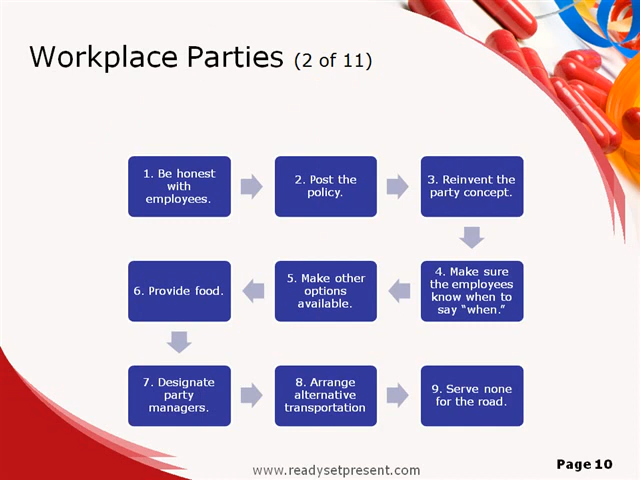 Workplace Parties (2 of 11)
1. Be honest
with
employees.
2. Post the
policy.
3. Reinvent the
party concept.
4. Make sure
the employees
know when to
say “when.”
5. Make other
options
available.
6. Provide food.
7. Designate
party
managers.
8. Arrange
alternative
transportation
9. Serve none
for the road.
www.readysetpresent.com
Page 10